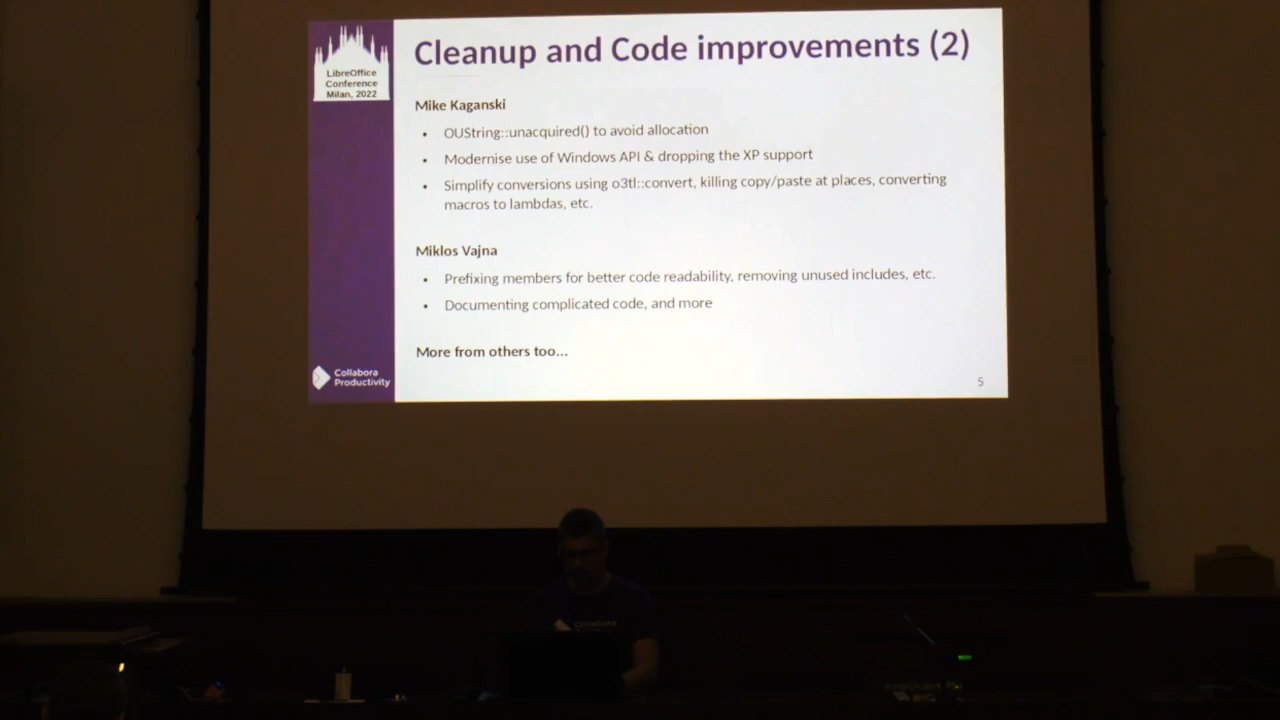 LibreOffice
Conference
Milan, 2022
Cleanup and Code improvements (2)
Mike Kaganski
• OUString::unacquired() to avoid allocation
• Modernise use of Windows API & dropping the XP support
• Simplify conversions using o3tl::convert, killing copy/paste at places, converting
macros to lambdas, etc.
Miklos Vajna
• Prefixing members for better code readability, removing unused includes, etc.
• Documenting complicated code, and more
More from others too...
Collabora
Productivity
5
Collabora